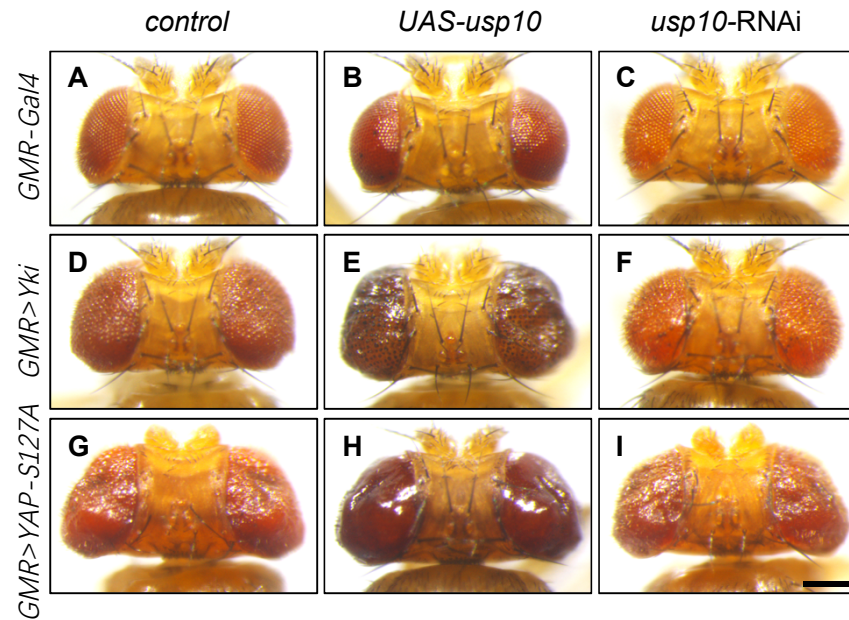 control UAS-usp10 usp10-RNAi
GMR-Gal4
A B C
GMR>Yki
D E F
GMR>YAP-S127A
G H I